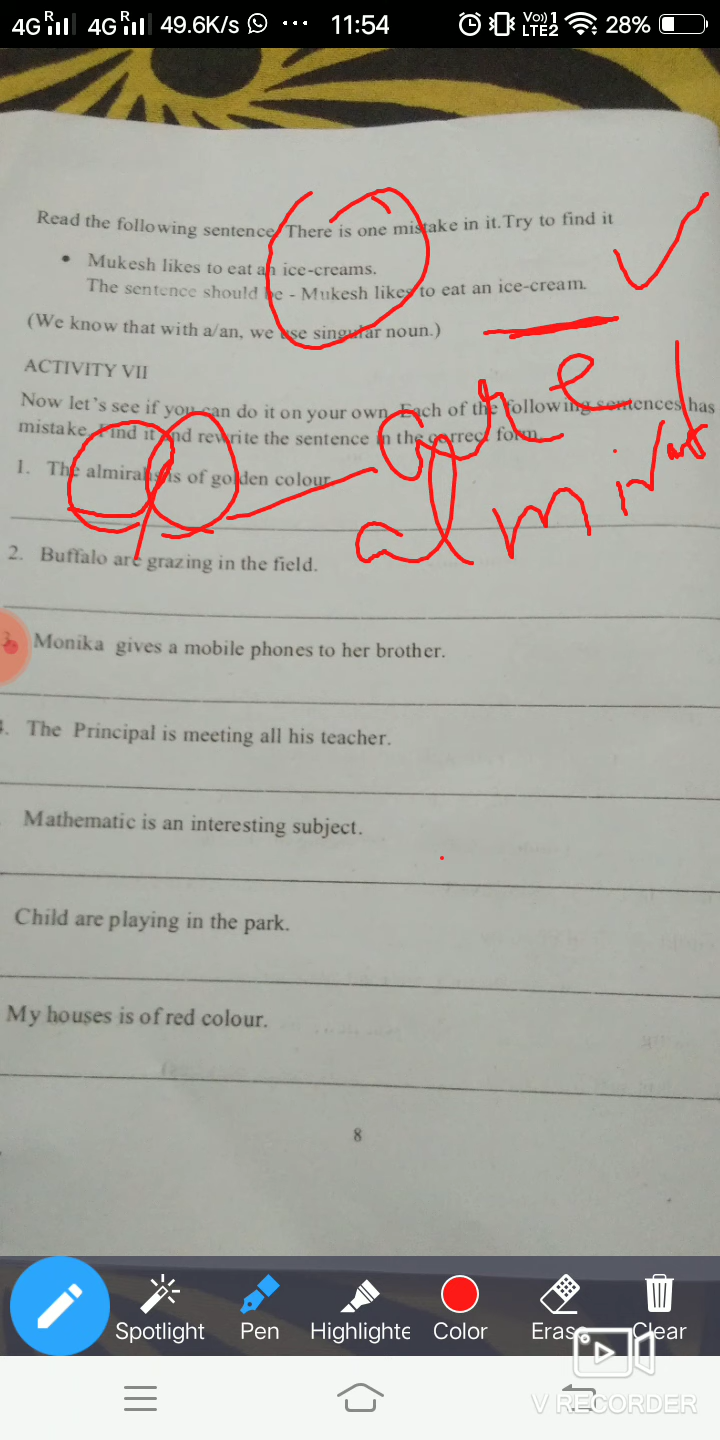 4G R 4G R 49.6K/s ... 11:54 Vo)) 1 LTE2 28%
Read the following sentence. There is one mistake in it.Try to find it
• Mukesh likes to eat an ice-creams.
The sentence should be - Mukesh likes to eat an ice-cream.
(We know that with a/an, we use singular noun.)
ACTIVITY VII
Now let's see if you can do it on your own. Each of the following sentences has
mistake. Find it and rewrite the sentence in the correct form.
1. The almirahs is of golden colour.
2. Buffalo are grazing in the field.
3. Monika gives a mobile phones to her brother.
4. The Principal is meeting all his teacher.
Mathematic is an interesting subject.
Child are playing in the park.
My houses is of red colour.
8
Spotlight Pen Highlighte Color Erase Clear
V RECORDER